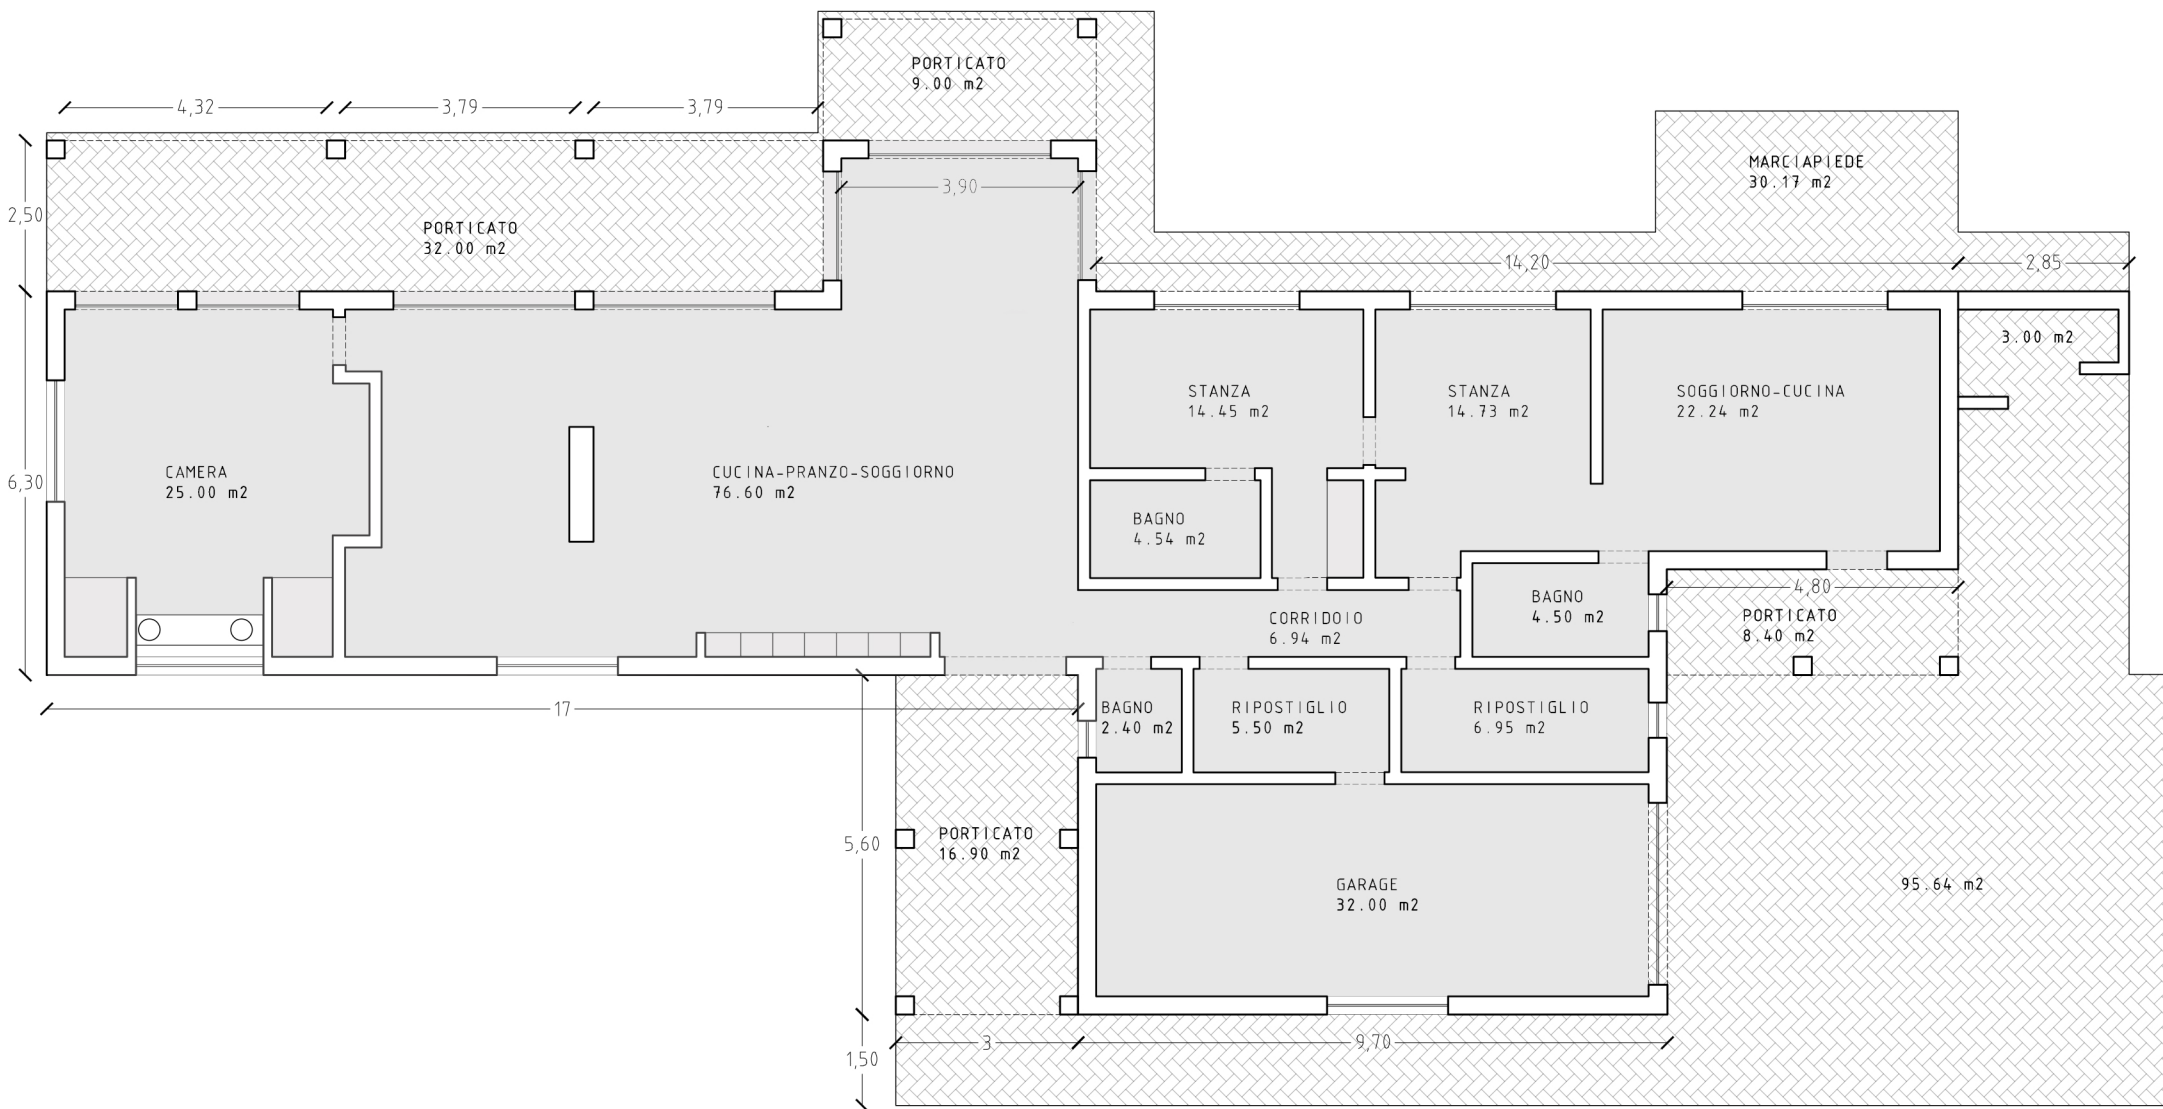 PORTICATO
9.00 m2
4,32
3,79
3,79
MARCIAPIEDE
30.17 m2
3,90
2,50
PORTICATO
32.00 m2
14,20
2,85
3.00 m2
STANZA
14.45 m2
STANZA
14.73 m2
SOGGIORNO-CUCINA
22.24 m2
6,30
CAMERA
25.00 m2
CUCINA-PRANZO-SOGGIORNO
76.60 m2
BAGNO
4.54 m2
4,80
BAGNO
4.50 m2
PORTICATO
8.40 m2
CORRIDOIO
6.94 m2
17
BAGNO
2.40 m2
RIPOSTIGLIO
5.50 m2
RIPOSTIGLIO
6.95 m2
5,60
PORTICATO
16.90 m2
GARAGE
32.00 m2
95.64 m2
3
9,70
1,50